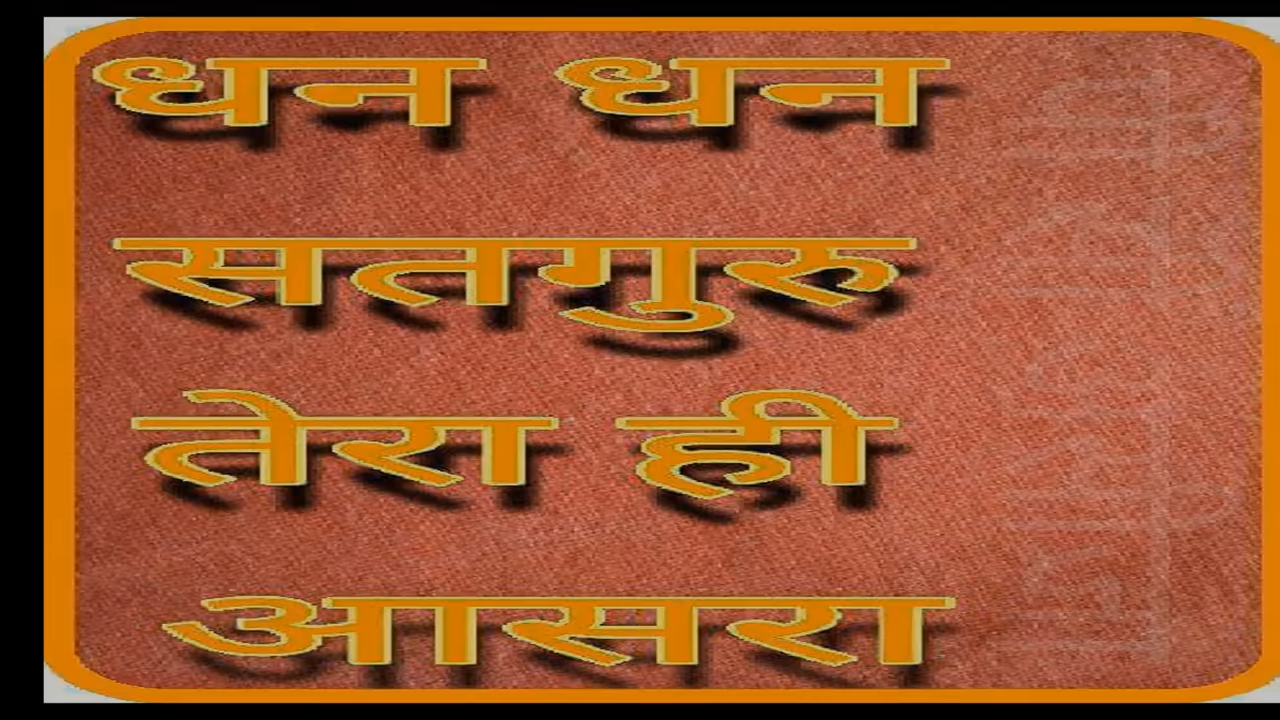 धन धन
सतगुरु
तेरा ही
आसरा